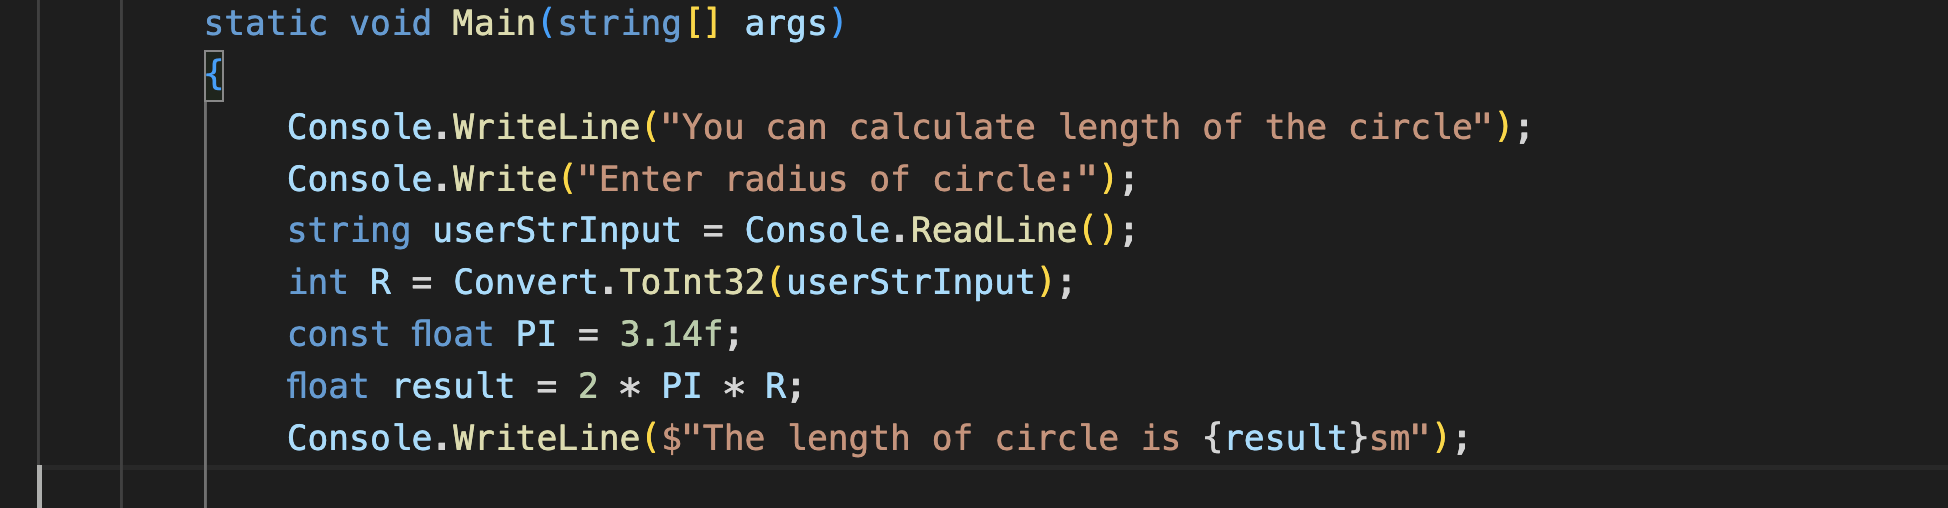 static void Main(string[] args)
{
Console.WriteLine("You can calculate length of the circle");
Console.Write("Enter radius of circle:");
string userStrInput = Console.ReadLine();
int R = Convert.ToInt32(userStrInput);
const float PI = 3.14f;
float result = 2 * PI * R;
Console.WriteLine($"The length of circle is {result}sm");